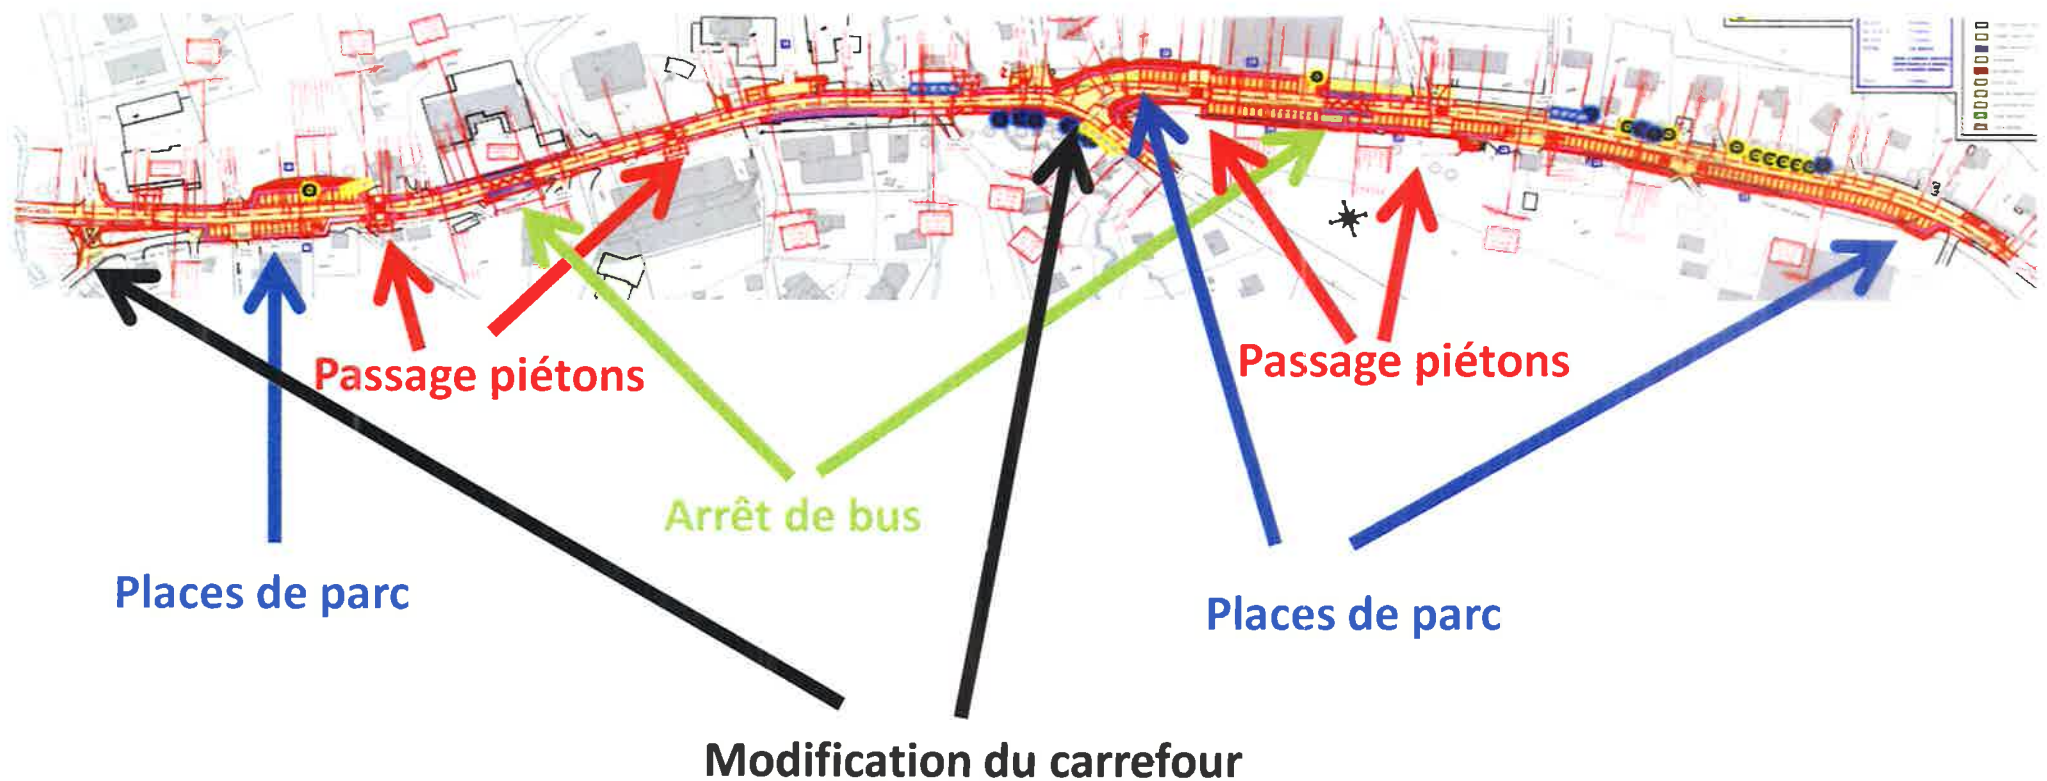 Passage piétons
Passage piétons
Arrêt de bus
Places de parc
Places de parc
Modification du carrefour